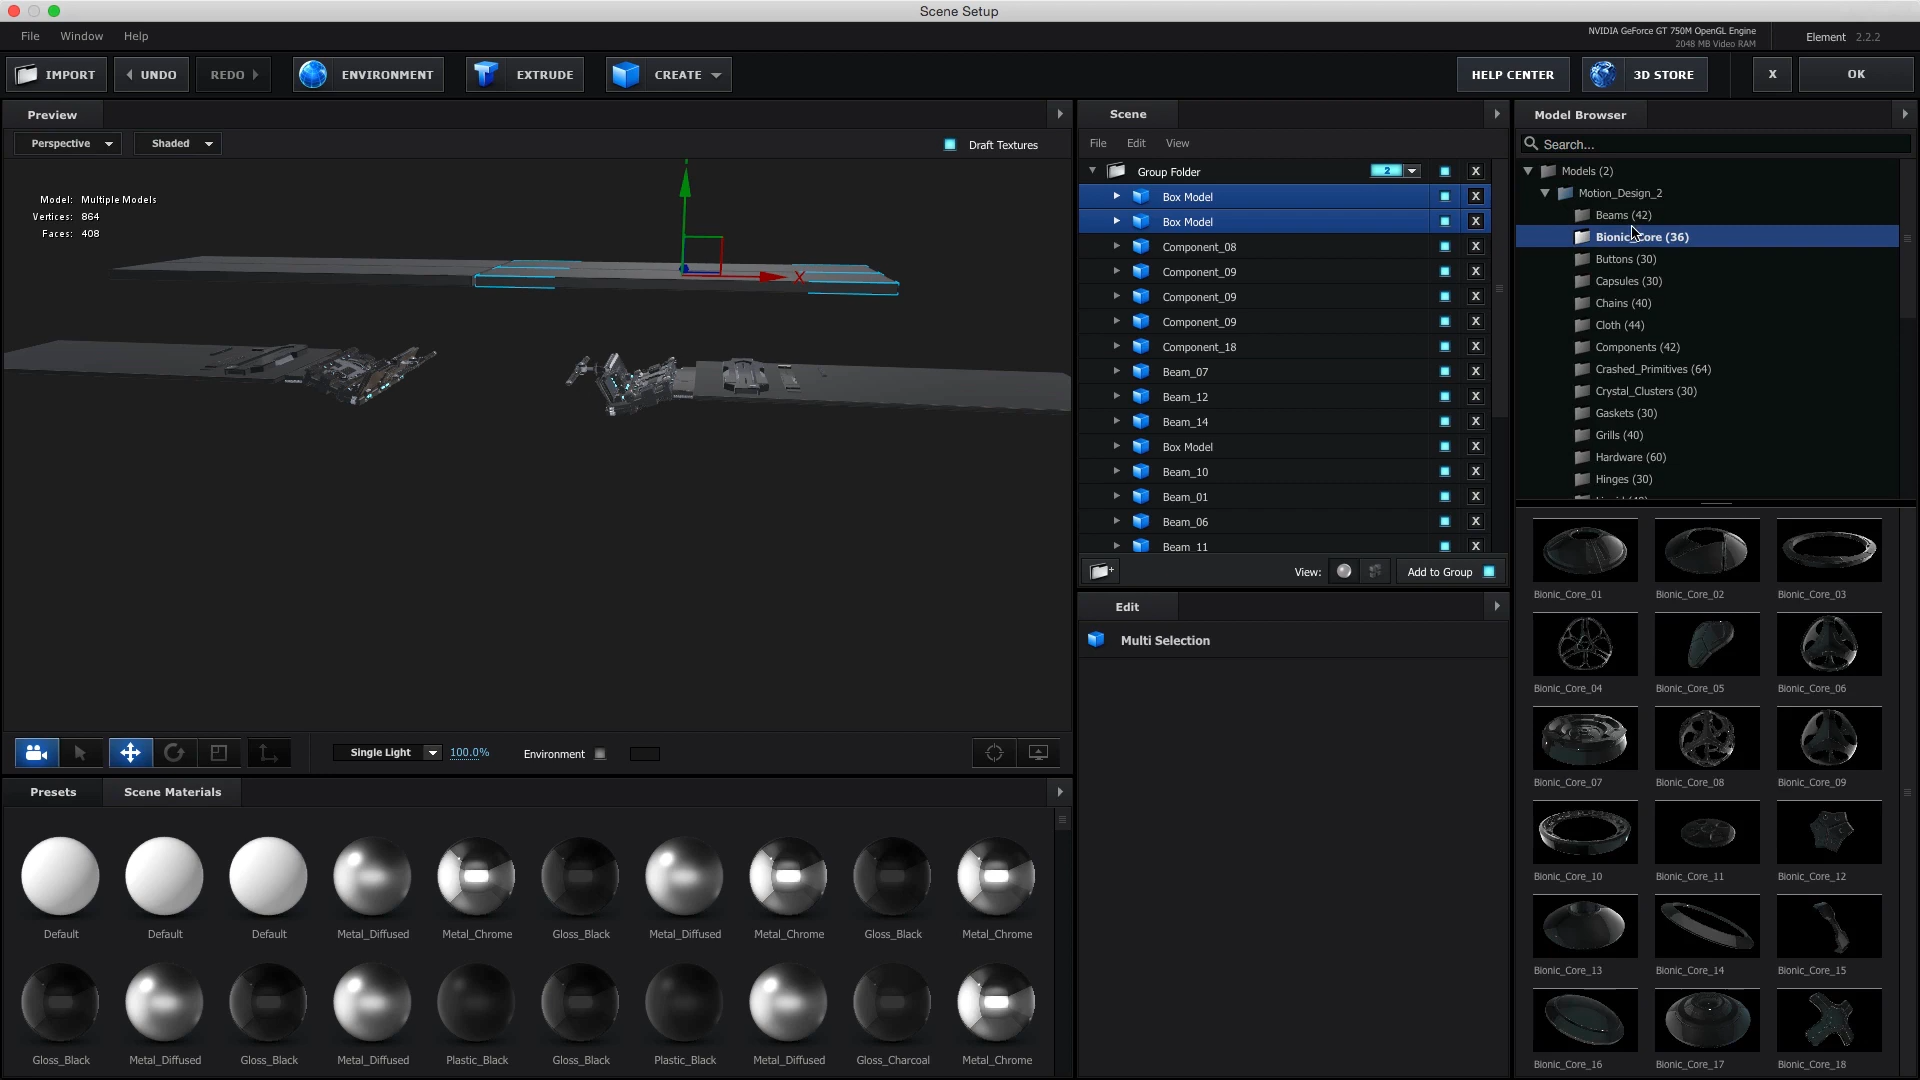 Scene Setup
File Window Help
NVIDIA GeForce GT 750M OpenGL Engine
2048 MB Video RAM
Element 2.2.2
IMPORT UNDO REDO ENVIRONMENT EXTRUDE CREATE HELP CENTER 3D STORE X OK
Preview
Perspective Shaded Draft Textures
Model: Multiple Models
Vertices: 864
Faces: 408
X
Single Light 100.0% Environment
Presets Scene Materials
Default Default Default Metal_Diffused Metal_Chrome Gloss_Black Metal_Diffused Metal_Chrome Gloss_Black Metal_Chrome
Gloss_Black Metal_Diffused Gloss_Black Metal_Diffused Plastic_Black Gloss_Black Plastic_Black Metal_Diffused Gloss_Charcoal Metal_Chrome
Scene
File Edit View
Group Folder 2 X
Box Model X
Box Model X
Component_08 X
Component_09 X
Component_09 X
Component_09 X
Component_18 X
Beam_07 X
Beam_12 X
Beam_14 X
Box Model X
Beam_10 X
Beam_01 X
Beam_06 X
Beam_11 X
View: Add to Group
Edit
Multi Selection
Model Browser
Search...
Models (2)
Motion_Design_2
Beams (42)
Bionic_Core (36)
Buttons (30)
Capsules (30)
Chains (40)
Cloth (44)
Components (42)
Crashed_Primitives (64)
Crystal_Clusters (30)
Gaskets (30)
Grills (40)
Hardware (60)
Hinges (30)
Bionic_Core_01 Bionic_Core_02 Bionic_Core_03
Bionic_Core_04 Bionic_Core_05 Bionic_Core_06
Bionic_Core_07 Bionic_Core_08 Bionic_Core_09
Bionic_Core_10 Bionic_Core_11 Bionic_Core_12
Bionic_Core_13 Bionic_Core_14 Bionic_Core_15
Bionic_Core_16 Bionic_Core_17 Bionic_Core_18